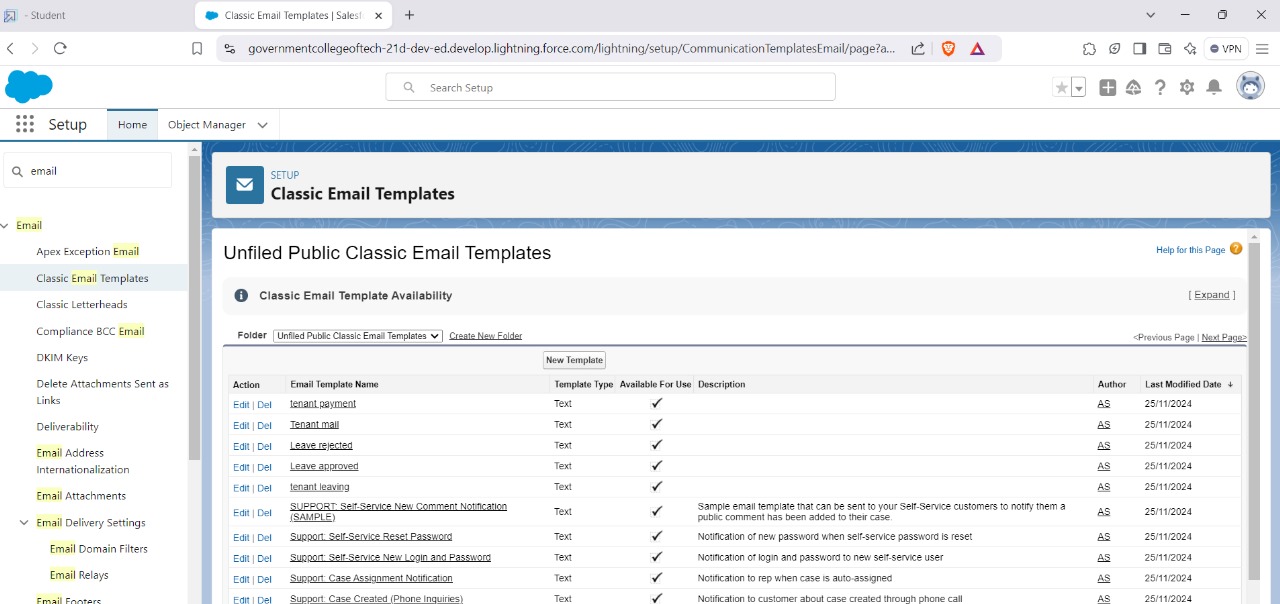 - Student
Classic Email Templates | Salesf
governmentcollegeoftech-21d-dev-ed.develop.lightning.force.com/lightning/setup/CommunicationTemplatesEmail/page?a...
VPN
Search Setup
Setup
Home
Object Manager
email
Email
Apex Exception Email
Classic Email Templates
Classic Letterheads
Compliance BCC Email
DKIM Keys
Delete Attachments Sent as
Links
Deliverability
Email Address
Internationalization
Email Attachments
Email Delivery Settings
Email Domain Filters
Email Relays
Email Footers
SETUP
Classic Email Templates
Unfiled Public Classic Email Templates
Help for this Page ?
Classic Email Template Availability
[ Expand ]
Folder Unfiled Public Classic Email Templates Create New Folder
<Previous Page | Next Page>
New Template
Action Email Template Name Template Type Available For Use Description Author Last Modified Date
Edit | Del tenant payment Text AS 25/11/2024
Edit | Del Tenant mail Text AS 25/11/2024
Edit | Del Leave rejected Text AS 25/11/2024
Edit | Del Leave approved Text AS 25/11/2024
Edit | Del tenant leaving Text AS 25/11/2024
Edit | Del SUPPORT: Self-Service New Comment Notification (SAMPLE) Text Sample email template that can be sent to your Self-Service customers to notify them a public comment has been added to their case. AS 25/11/2024
Edit | Del Support: Self-Service Reset Password Text Notification of new password when self-service password is reset AS 25/11/2024
Edit | Del Support: Self-Service New Login and Password Text Notification of login and password to new self-service user AS 25/11/2024
Edit | Del Support: Case Assignment Notification Text Notification to rep when case is auto-assigned AS 25/11/2024
Edit | Del Support: Case Created (Phone Inquiries) Text Notification to customer about case created through phone call AS 25/11/2024